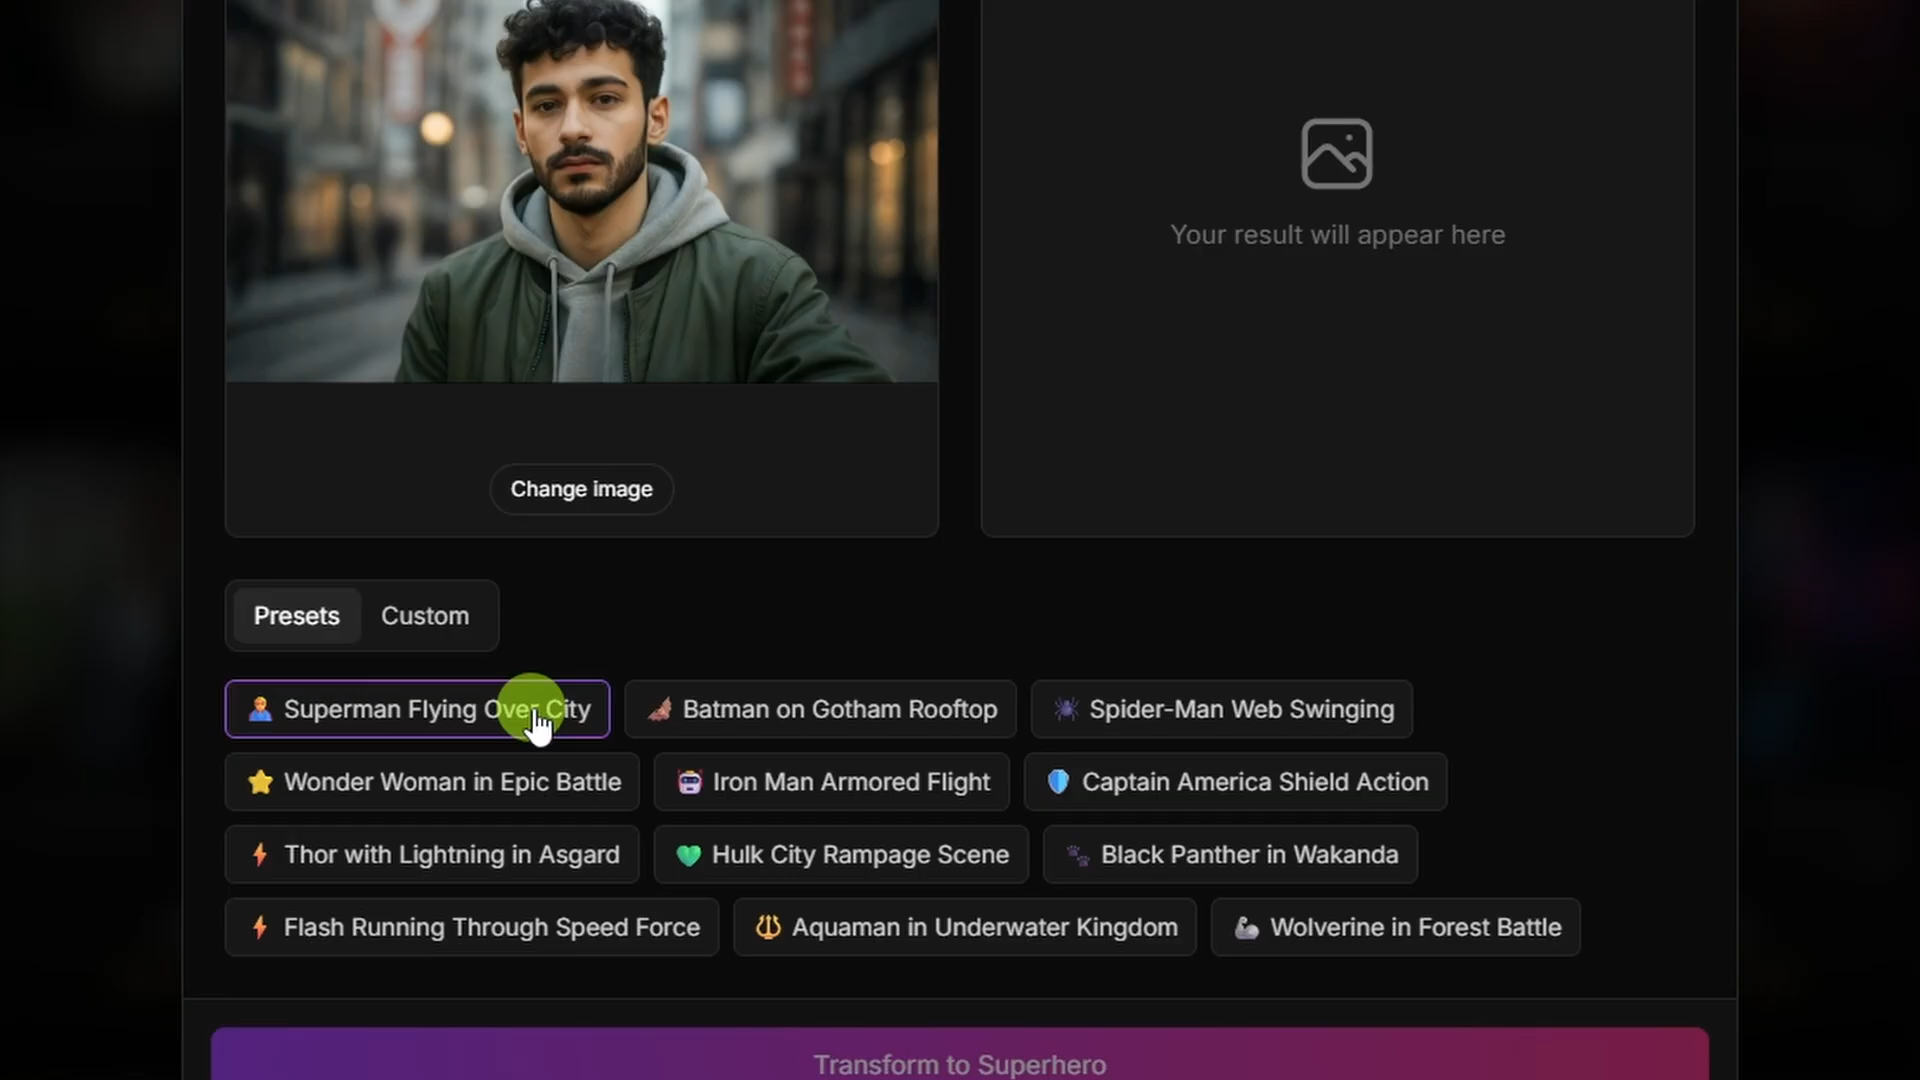 Your result will appear here
Change image
Presets Custom
Superman Flying Over City Batman on Gotham Rooftop Spider-Man Web Swinging
Wonder Woman in Epic Battle Iron Man Armored Flight Captain America Shield Action
Thor with Lightning in Asgard Hulk City Rampage Scene Black Panther in Wakanda
Flash Running Through Speed Force Aquaman in Underwater Kingdom Wolverine in Forest Battle
Transform to Superhero